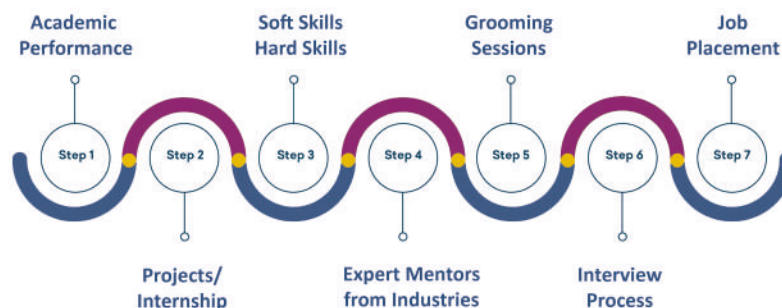 Academic
Performance
Soft Skills
Hard Skills
Grooming
Sessions
Job
Placement
Step 1
Step 2
Step 3
Step 4
Step 5
Step 6
Step 7
Projects/
Internship
Expert Mentors
from Industries
Interview
Process